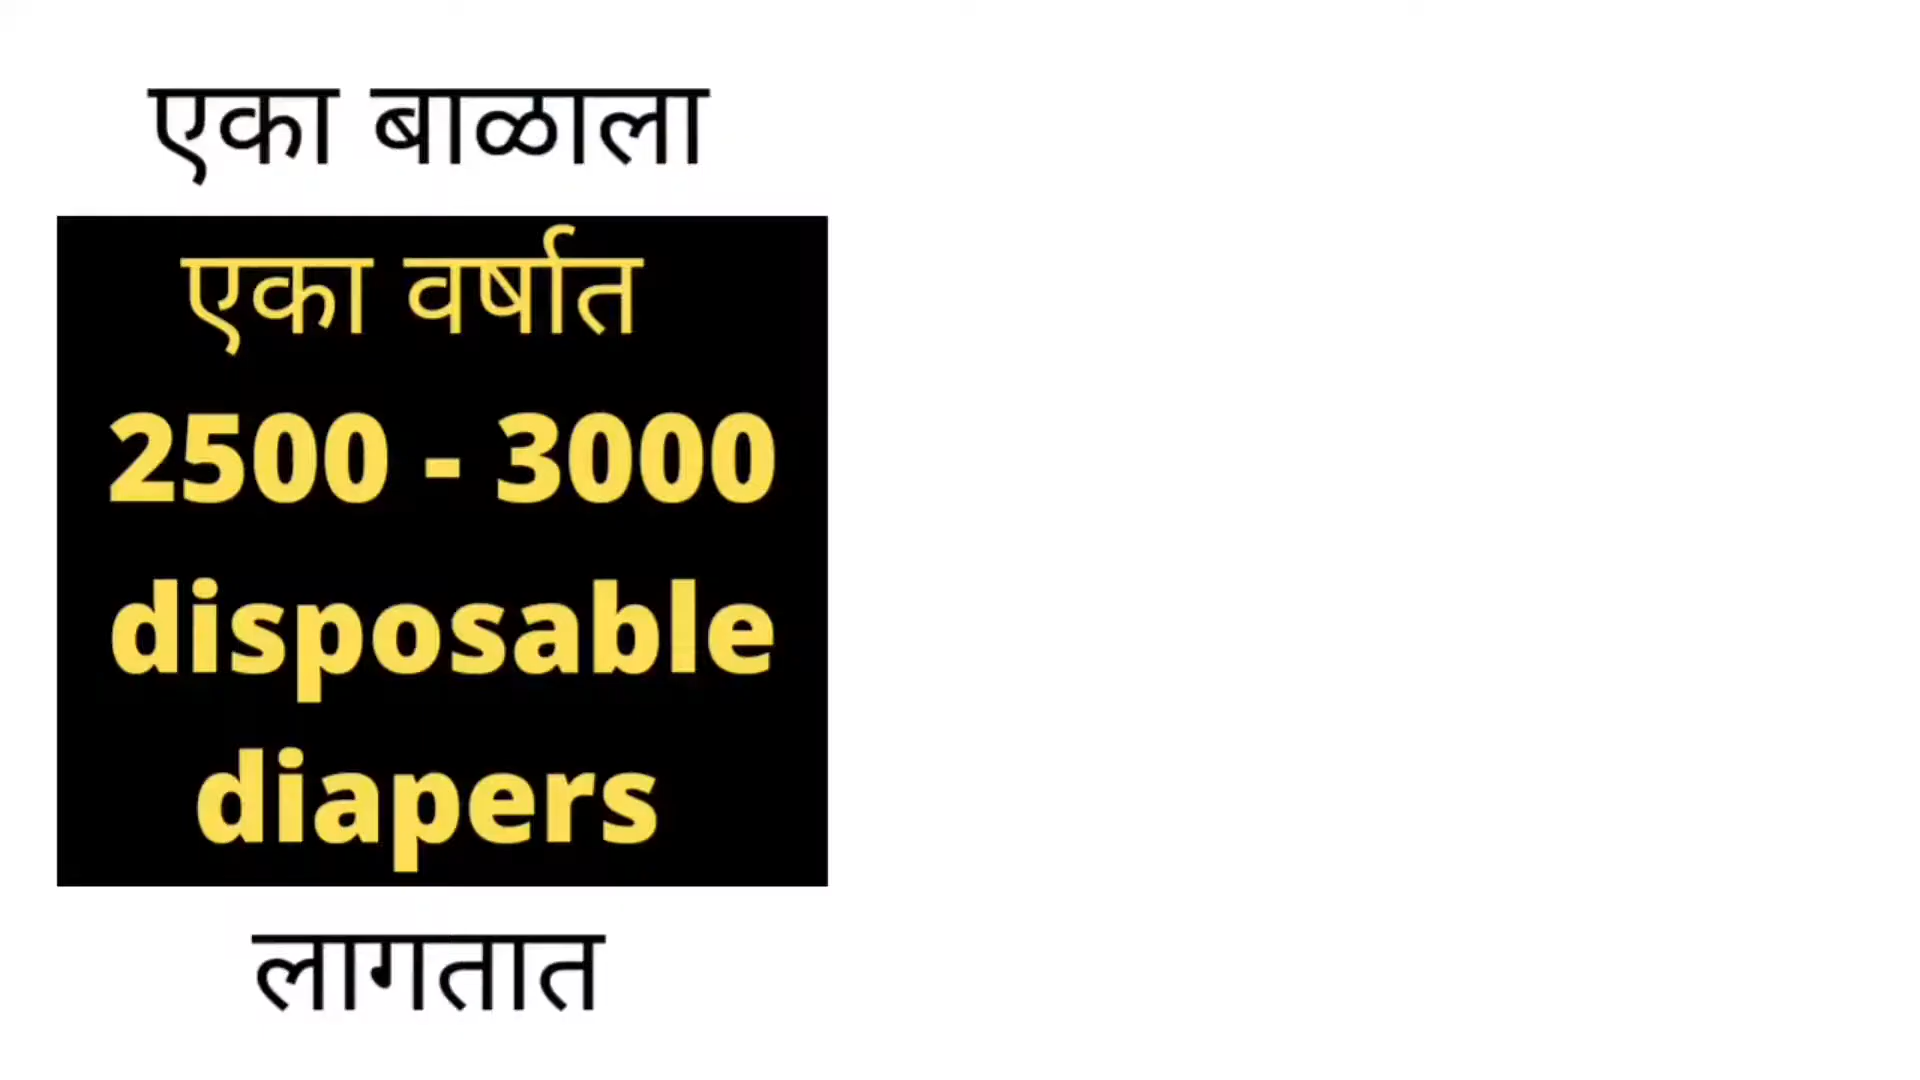 एका बाळाला
एका वर्षात
2500 - 3000
disposable
diapers
लागतात